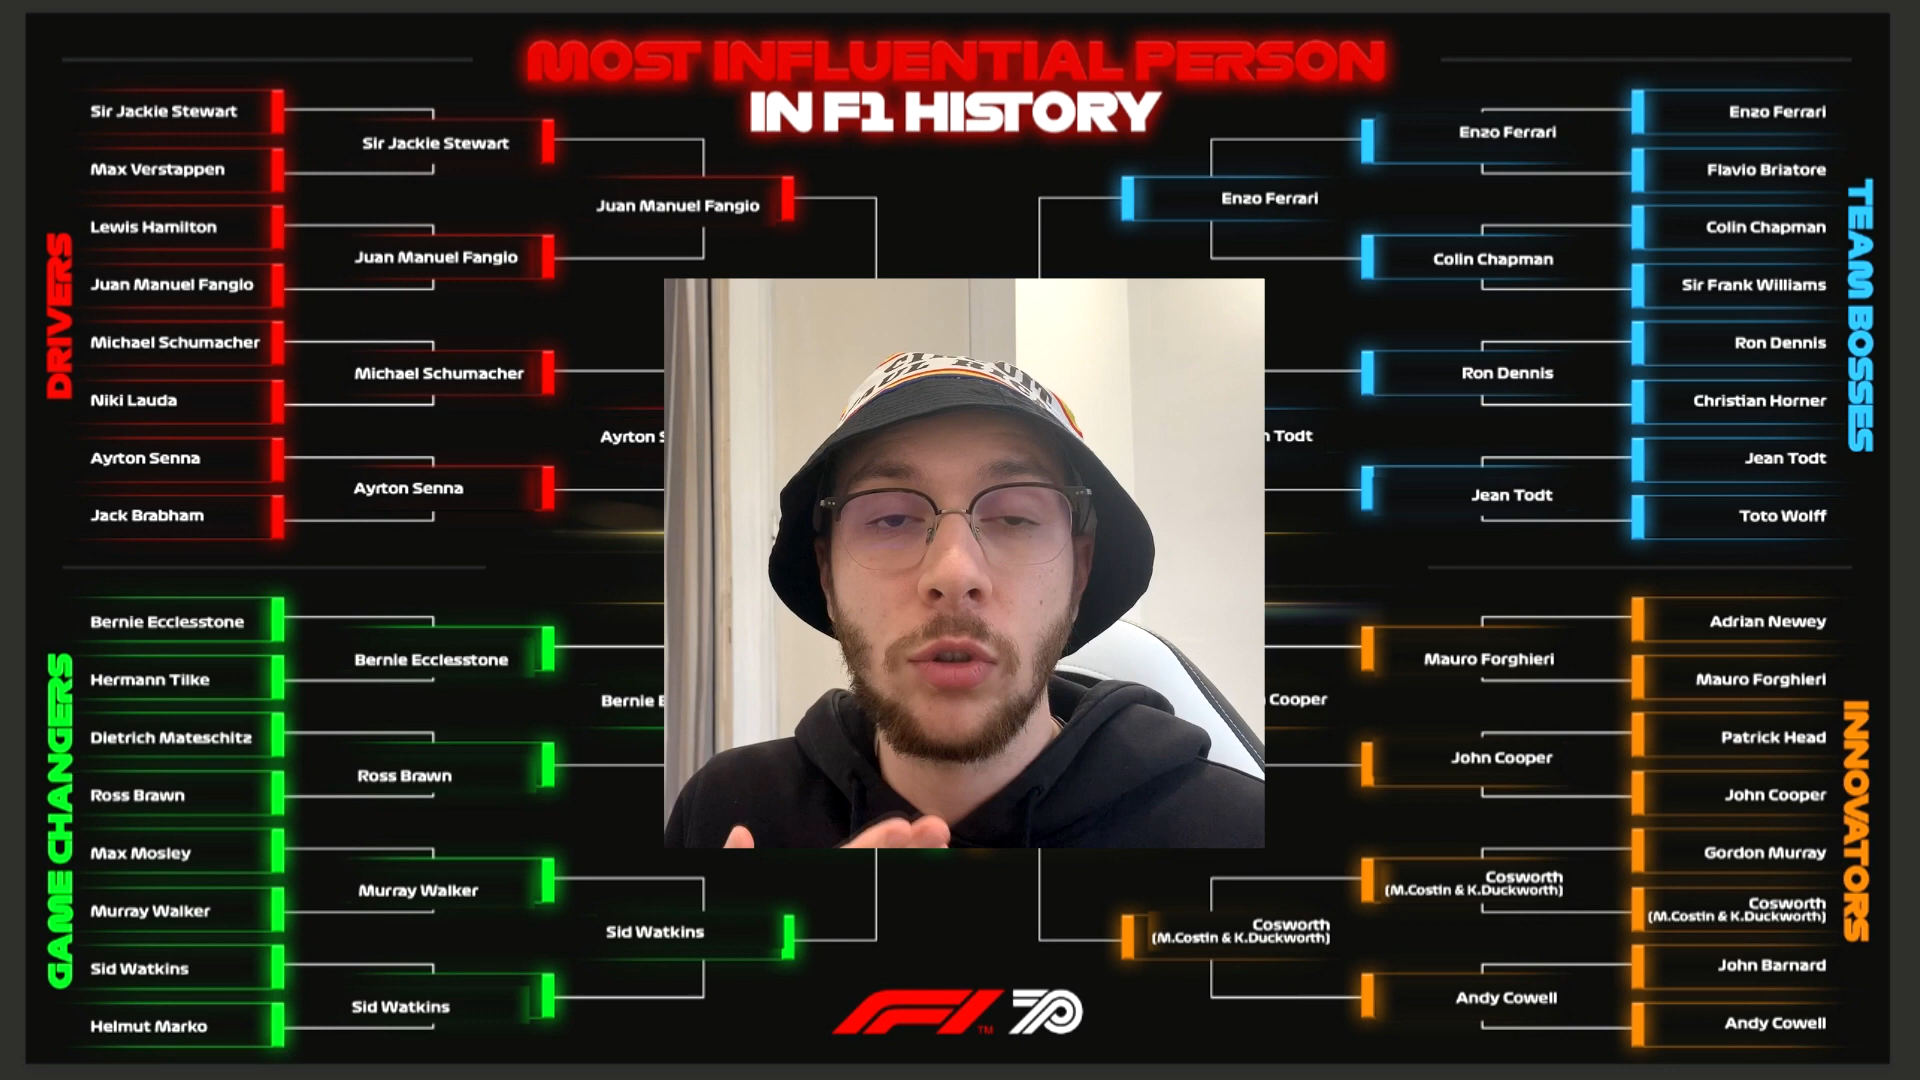 MOST INFLUENTIAL PERSON
IN F1 HISTORY
DRIVERS
Sir Jackie Stewart
Max Verstappen
Lewis Hamilton
Juan Manuel Fangio
Michael Schumacher
Niki Lauda
Ayrton Senna
Jack Brabham
Sir Jackie Stewart
Juan Manuel Fangio
Michael Schumacher
Ayrton Senna
Juan Manuel Fangio
Ayrton S
GAME CHANGERS
Bernie Ecclesstone
Hermann Tilke
Dietrich Mateschitz
Ross Brawn
Max Mosley
Murray Walker
Sid Watkins
Helmut Marko
Bernie Ecclesstone
Ross Brawn
Murray Walker
Sid Watkins
Bernie E
Sid Watkins
Enzo Ferrari
Todt
Enzo Ferrari
Colin Chapman
Ron Dennis
Jean Todt
Enzo Ferrari
Flavio Briatore
Colin Chapman
Sir Frank Williams
Ron Dennis
Christian Horner
Jean Todt
Toto Wolff
TEAM BOSSES
Cooper
Cosworth
(M.Costin & K.Duckworth)
Mauro Forghieri
John Cooper
Cosworth
(M.Costin & K.Duckworth)
Andy Cowell
Adrian Newey
Mauro Forghieri
Patrick Head
John Cooper
Gordon Murray
Cosworth
(M.Costin & K.Duckworth)
John Barnard
Andy Cowell
INNOVATORS
F1 TM 70